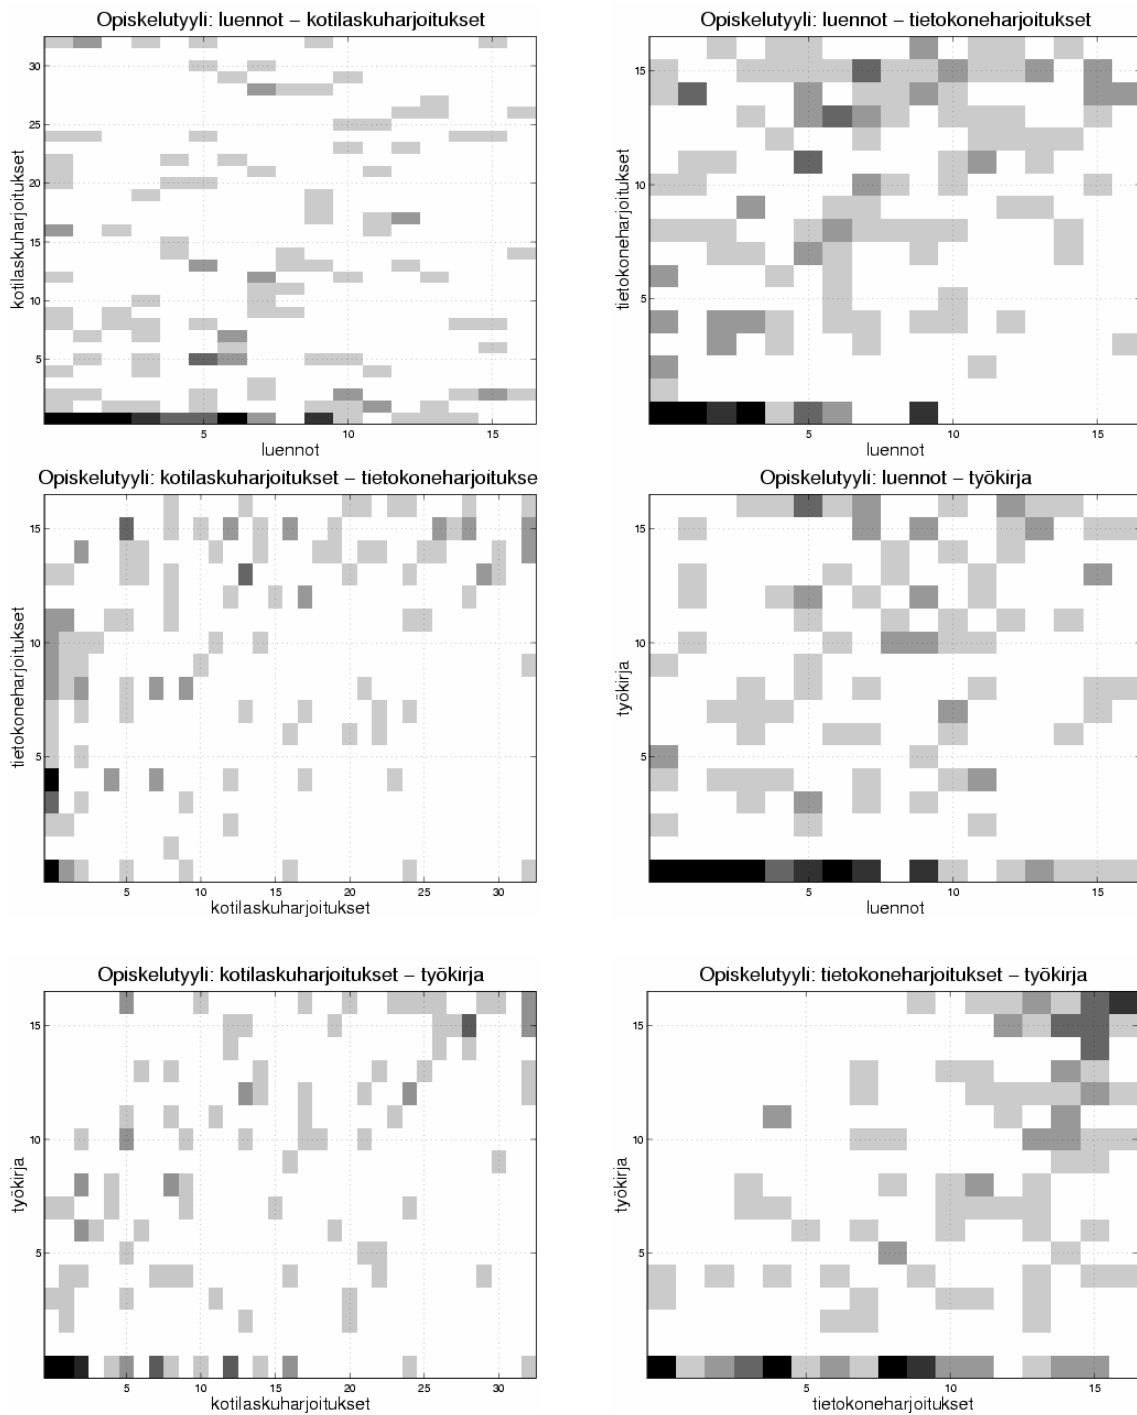 Opiskelutyyli: luennot – kotilaskuharjoitukset
kotilaskuharjoitukset
30
25
20
15
10
5
5 10 15
luennot
Opiskelutyyli: luennot – tietokoneharjoitukset
tietokoneharjoitukset
15
10
5
5 10 15
luennot
Opiskelutyyli: kotilaskuharjoitukset – tietokoneharjoitukse
tietokoneharjoitukset
15
10
5
5 10 15 20 25 30
kotilaskuharjoitukset
Opiskelutyyli: luennot – työkirja
työkirja
15
10
5
5 10 15
luennot
Opiskelutyyli: kotilaskuharjoitukset – työkirja
työkirja
15
10
5
5 10 15 20 25 30
kotilaskuharjoitukset
Opiskelutyyli: tietokoneharjoitukset – työkirja
työkirja
15
10
5
5 10 15
tietokoneharjoitukset